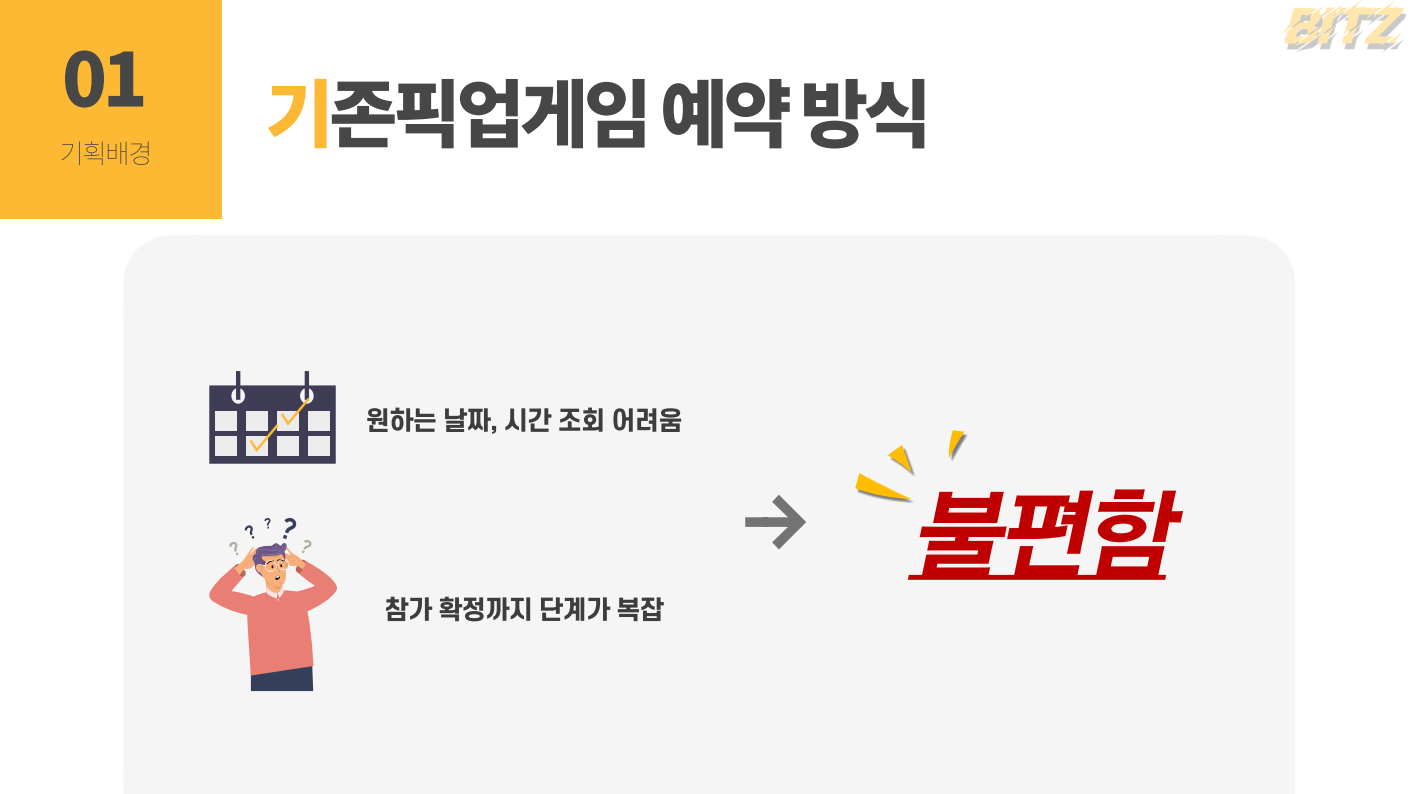 01
기획배경
기존픽업게임 예약 방식
BITZ
원하는 날짜, 시간 조회 어려움
? ? ? ? ? ?
참가 확정까지 단계가 복잡
불편함